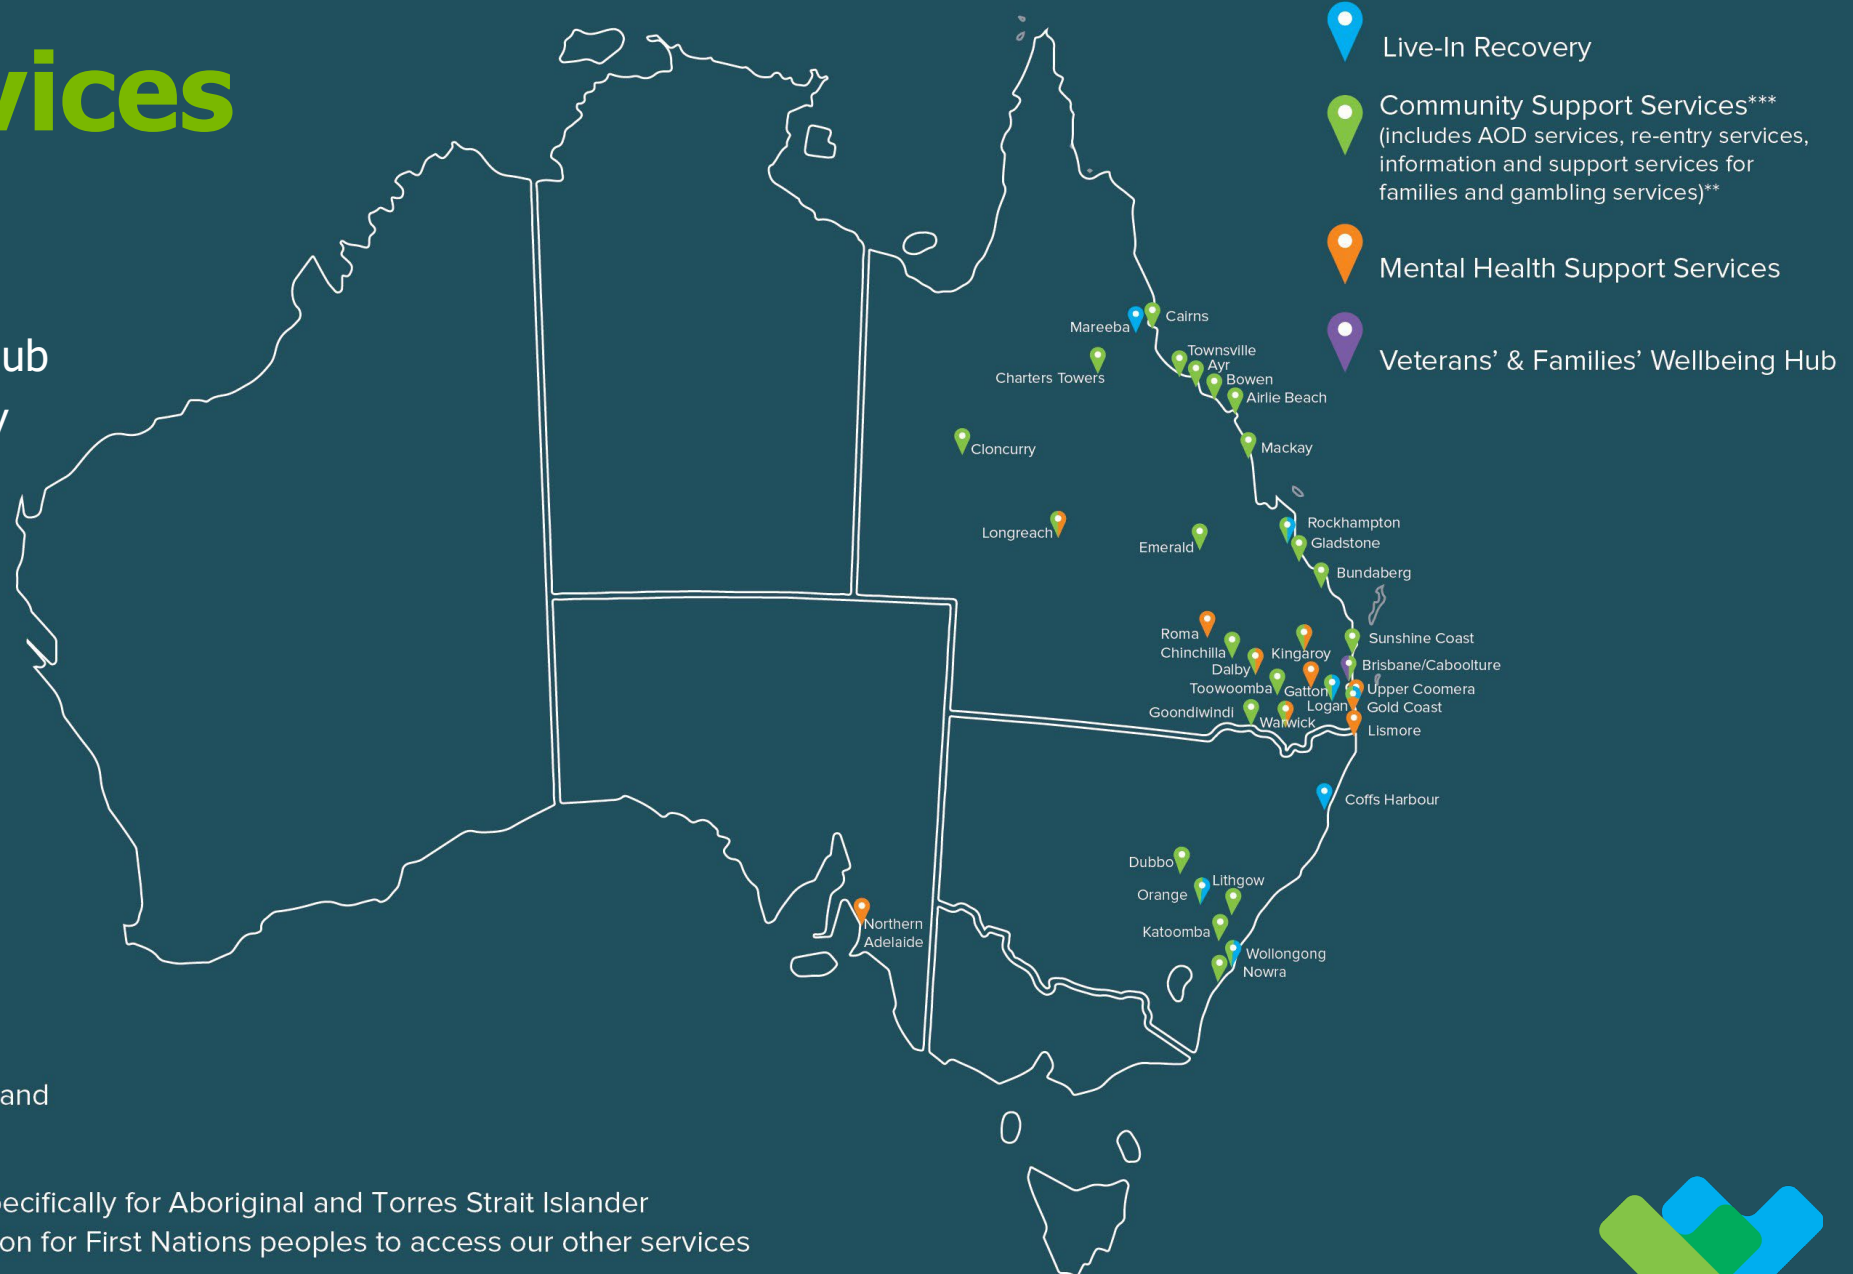 vices
ub
y
and
ecifically for Aboriginal and Torres Strait Islander
on for First Nations peoples to access our other services
Live-In Recovery
Community Support Services***
(includes AOD services, re-entry services,
information and support services for
families and gambling services)**
Mental Health Support Services
Veterans’ & Families’ Wellbeing Hub
Cairns
Mareeba
Townsville
Ayr
Charters Towers
Bowen
Airlie Beach
Mackay
Cloncurry
Longreach
Emerald
Rockhampton
Gladstone
Bundaberg
Roma
Sunshine Coast
Chinchilla
Kingaroy
Dalby
Brisbane/Caboolture
Toowoomba
Gatton
Upper Coomera
Logan
Gold Coast
Goondiwindi
Warwick
Lismore
Coffs Harbour
Dubbo
Lithgow
Orange
Katoomba
Wollongong
Nowra
Northern
Adelaide